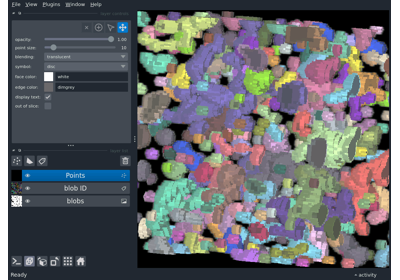 File View Plugins Window Help
opacity: 1.00
point size: 10
blending: translucent
symbol: disc
face color: white
edge color: dimgrey
display text:
out of slice:
Points
blob ID
blobs
Ready
activity